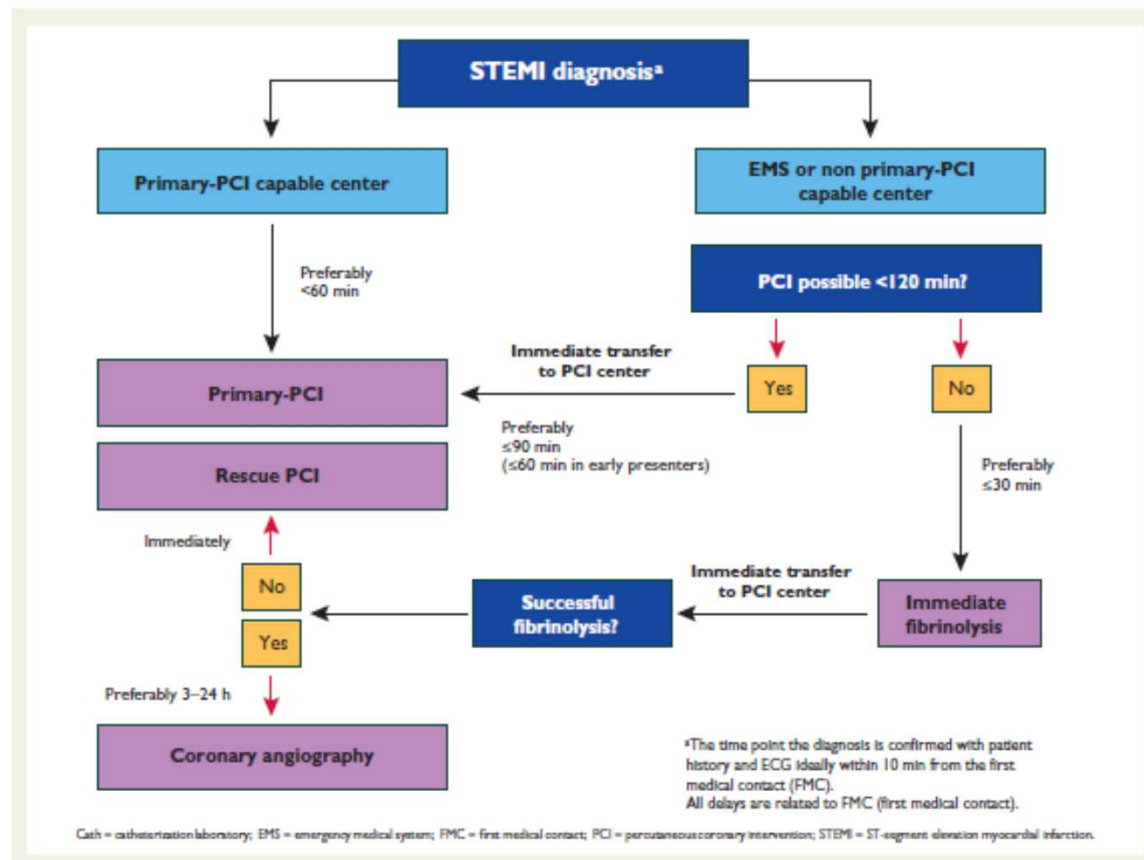 STEMI diagnosisª
Primary-PCI capable center
EMS or non primary-PCI
capable center
Preferably
<60 min
PCI possible <120 min?
Immediate transfer
to PCI center
Yes
No
Primary-PCI
Preferably
≤90 min
(≤60 min in early presenters)
Preferably
≤30 min
Rescue PCI
Immediately
No
Yes
Successful
fibrinolysis?
Immediate transfer
to PCI center
Immediate
fibrinolysis
Preferably 3–24 h
Coronary angiography
ªThe time point the diagnosis is confirmed with patient
history and ECG ideally within 10 min from the first
medical contact (FMC).
All delays are related to FMC (first medical contact).
Cath = catheterization laboratory; EMS = emergency medical system; FMC = first medical contact; PCI = percutaneous coronary intervention; STEMI = ST-segment elevation myocardial infarction.